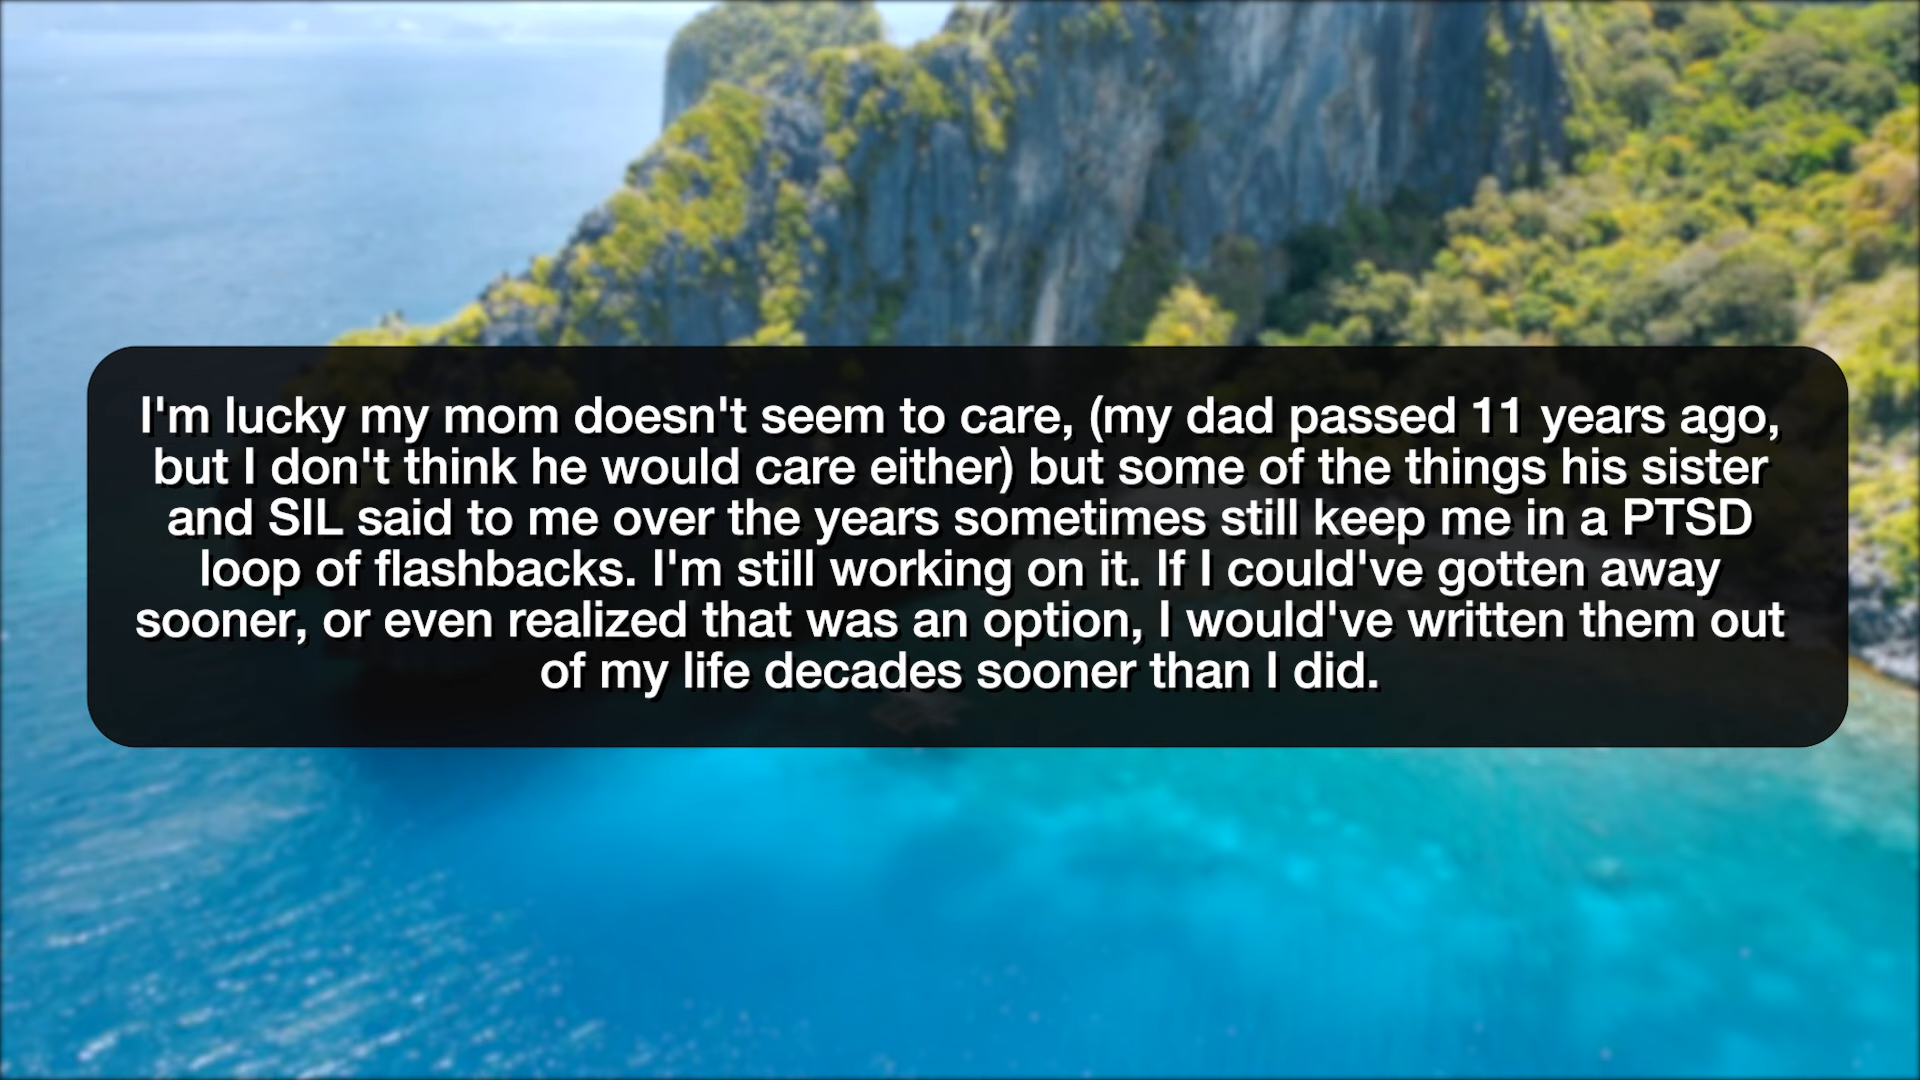 I'm lucky my mom doesn't seem to care, (my dad passed 11 years ago,
but I don't think he would care either) but some of the things his sister
and SIL said to me over the years sometimes still keep me in a PTSD
loop of flashbacks. I'm still working on it. If I could've gotten away
sooner, or even realized that was an option, I would've written them out
of my life decades sooner than I did.